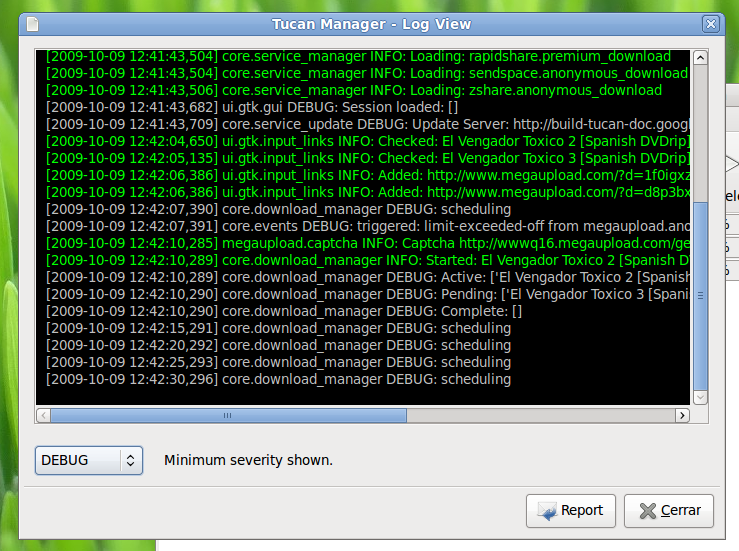 Tucan Manager - Log View
[2009-10-09 12:41:43,504] core.service_manager INFO: Loading: rapidshare.premium_download
[2009-10-09 12:41:43,504] core.service_manager INFO: Loading: sendspace.anonymous_download
[2009-10-09 12:41:43,506] core.service_manager INFO: Loading: zshare.anonymous_download
[2009-10-09 12:41:43,682] ui.gtk.gui DEBUG: Session loaded: []
[2009-10-09 12:41:43,709] core.service_update DEBUG: Update Server: http://build-tucan-doc.googl
[2009-10-09 12:42:04,650] ui.gtk.input_links INFO: Checked: El Vengador Toxico 2 [Spanish DVDrip]
[2009-10-09 12:42:05,135] ui.gtk.input_links INFO: Checked: El Vengador Toxico 3 [Spanish DVDrip]
[2009-10-09 12:42:06,386] ui.gtk.input_links INFO: Added: http://www.megaupload.com/?d=1f0igxz
[2009-10-09 12:42:06,386] ui.gtk.input_links INFO: Added: http://www.megaupload.com/?d=d8p3bx
[2009-10-09 12:42:07,390] core.download_manager DEBUG: scheduling
[2009-10-09 12:42:07,391] core.events DEBUG: triggered: limit-exceeded-off from megaupload.ano
[2009-10-09 12:42:10,285] megaupload.captcha INFO: Captcha http://wwwq16.megaupload.com/ge
[2009-10-09 12:42:10,289] core.download_manager INFO: Started: El Vengador Toxico 2 [Spanish D
[2009-10-09 12:42:10,289] core.download_manager DEBUG: Active: ['El Vengador Toxico 2 [Spanish
[2009-10-09 12:42:10,290] core.download_manager DEBUG: Pending: ['El Vengador Toxico 3 [Spani
[2009-10-09 12:42:10,290] core.download_manager DEBUG: Complete: []
[2009-10-09 12:42:15,291] core.download_manager DEBUG: scheduling
[2009-10-09 12:42:20,292] core.download_manager DEBUG: scheduling
[2009-10-09 12:42:25,293] core.download_manager DEBUG: scheduling
[2009-10-09 12:42:30,296] core.download_manager DEBUG: scheduling
DEBUG
Minimum severity shown.
Report
Cerrar